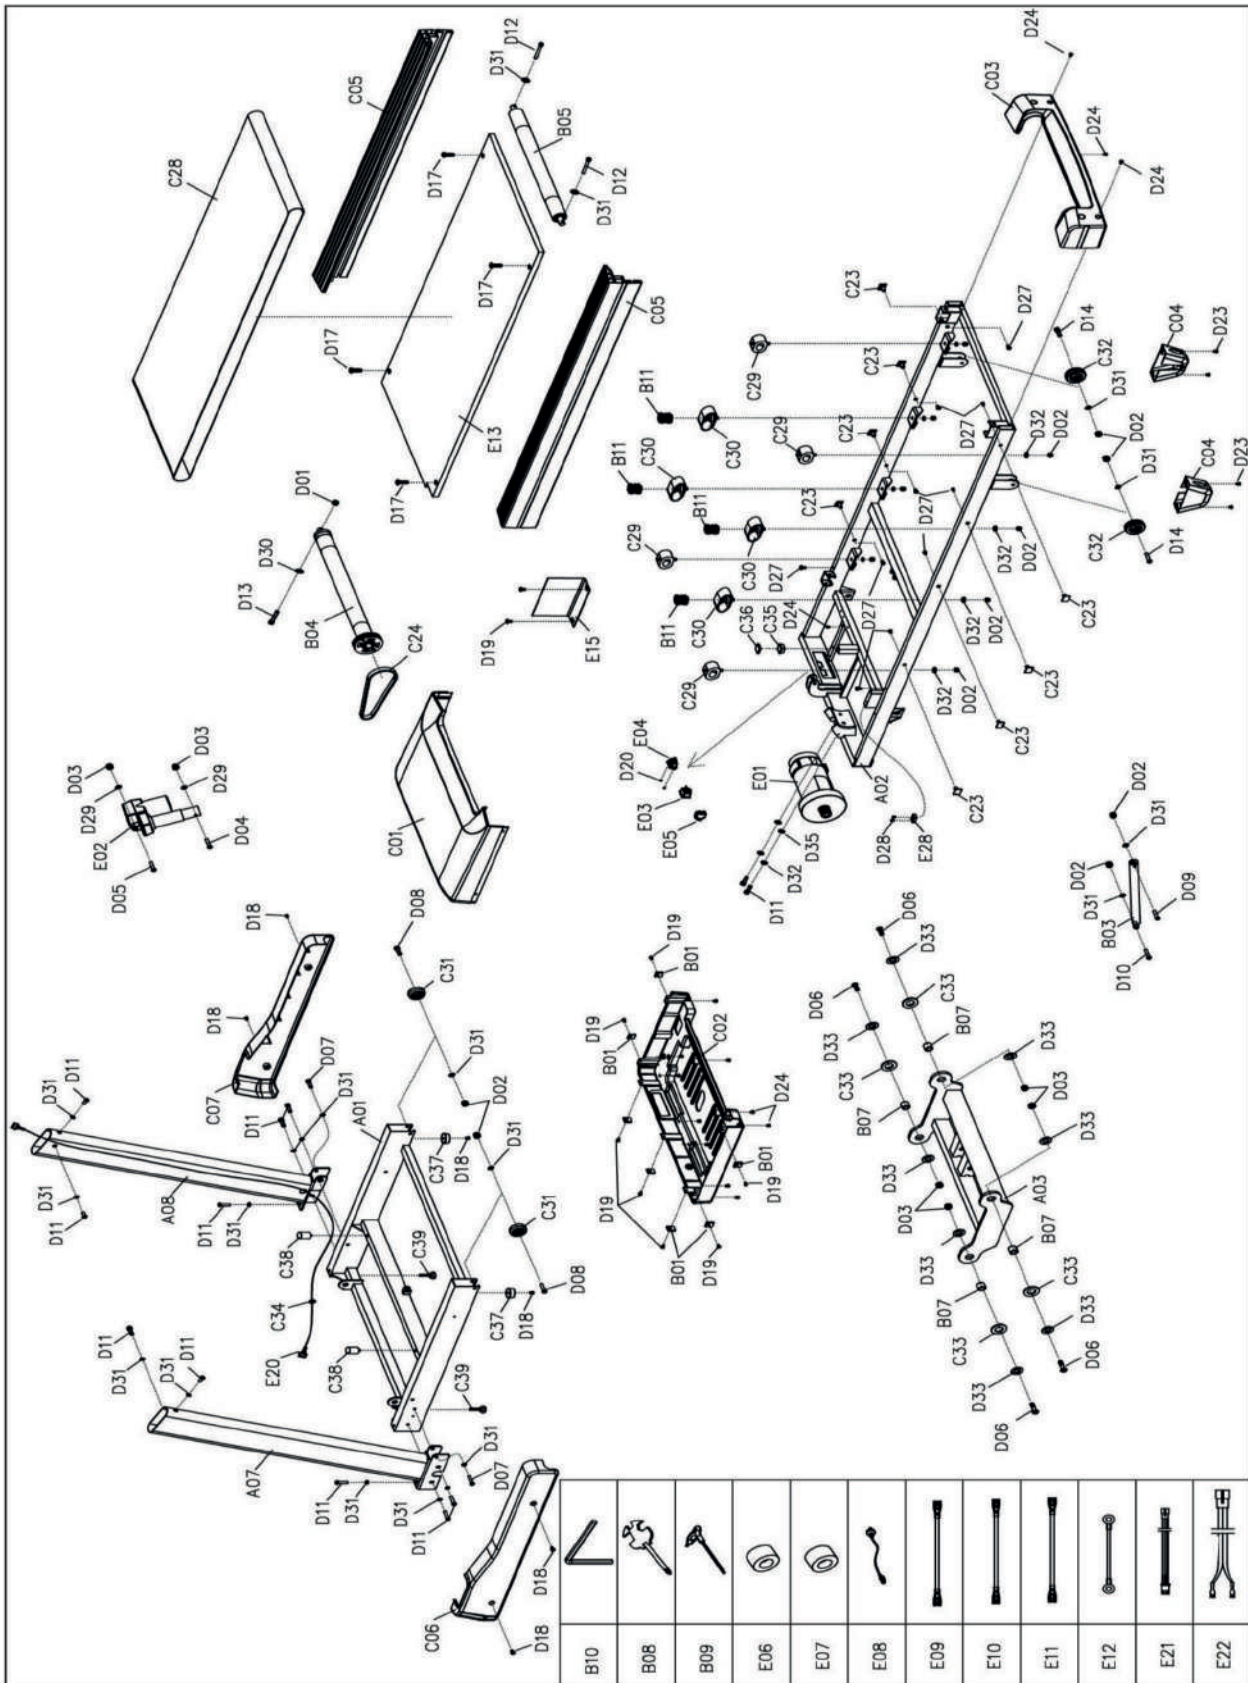 D24
C03
D24
D24
D12
D31
C05
B05
D12
D31
C28
D17
D17
C05
D17
E13
D17
C23
C23
D27
D14
C04
D23
C29
C32
B11
C23
D31
C30
C29
D27
D32
D02
D02
B11
C30
C23
D31
C04
D23
D27
B11
C30
C29
D27
C32
D14
D32
D02
D24
D27
B11
C30
C36
C35
D32
D02
C23
C29
D32
D02
C23
C23
C23
D01
D30
D13
B04
C24
D19
E15
D03
D03
D29
D29
E02
D04
D05
C01
E04
D20
E03
E05
E01
A02
D28
E28
D35
D32
D11
D02
D31
D02
D31
B03
D09
D10
D18
D08
C31
D18
C07
D07
D31
D31
D11
D11
A01
D31
D02
C37
D18
D31
D31
D11
A08
D11
D31
C31
C38
C39
C34
D08
C37
D18
E20
C38
C39
D11
D31
D31
D11
A07
D11
D31
D31
D07
D31
D11
D18
C06
D18
D19
B01
D19
B01
C02
D24
D19
B01
D19
B01
D19
D06
D33
D06
C33
D33
B07
D33
C33
B07
D03
D33
D33
D03
A03
D33
B07
B07
C33
C33
D33
D33
D06
D06
B10
B08
B09
E06
E07
E08
E09
E10
E11
E12
E21
E22